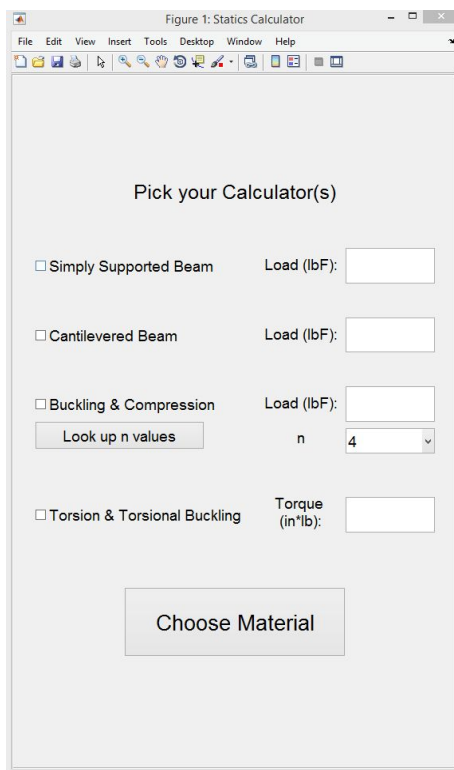 Figure 1: Statics Calculator
File Edit View Insert Tools Desktop Window Help
Pick your Calculator(s)
Simply Supported Beam Load (lbF):
Cantilevered Beam Load (lbF):
Buckling & Compression Load (lbF):
Look up n values n 4
Torsion & Torsional Buckling Torque
(in*lb):
Choose Material